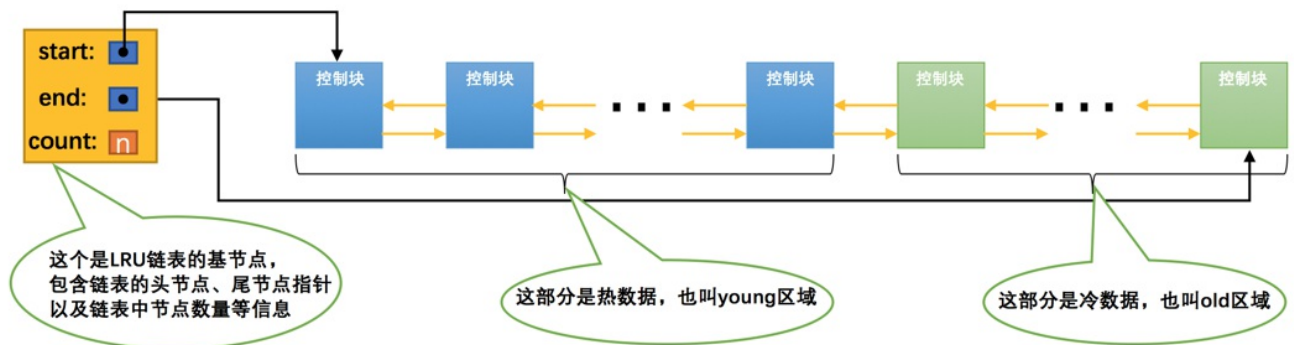 start:
end:
count: n
控制块
控制块
控制块
控制块
控制块
这个是LRU链表的基节点，
包含链表的头节点、尾节点指针
以及链表中节点数量等信息
这部分是热数据，也叫young区域
这部分是冷数据，也叫old区域